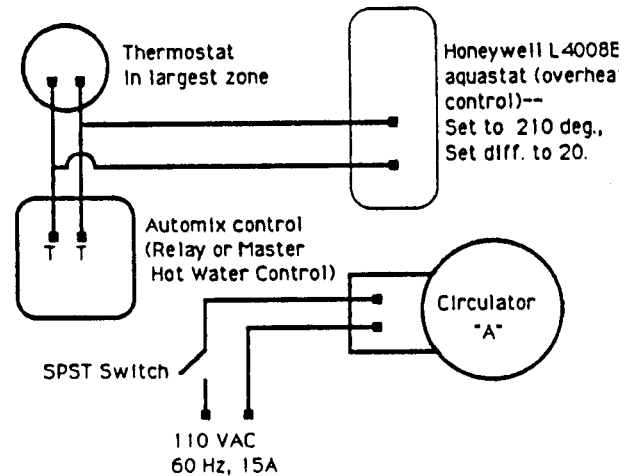 Thermostat
in largest zone
Honeywell L4008E
aquastat (overheat
control)--
Set to 210 deg.,
Set diff. to 20.
T T
Automix control
(Relay or Master
Hot Water Control)
Circulator
"A"
SPST Switch
110 VAC
60 Hz, 15A